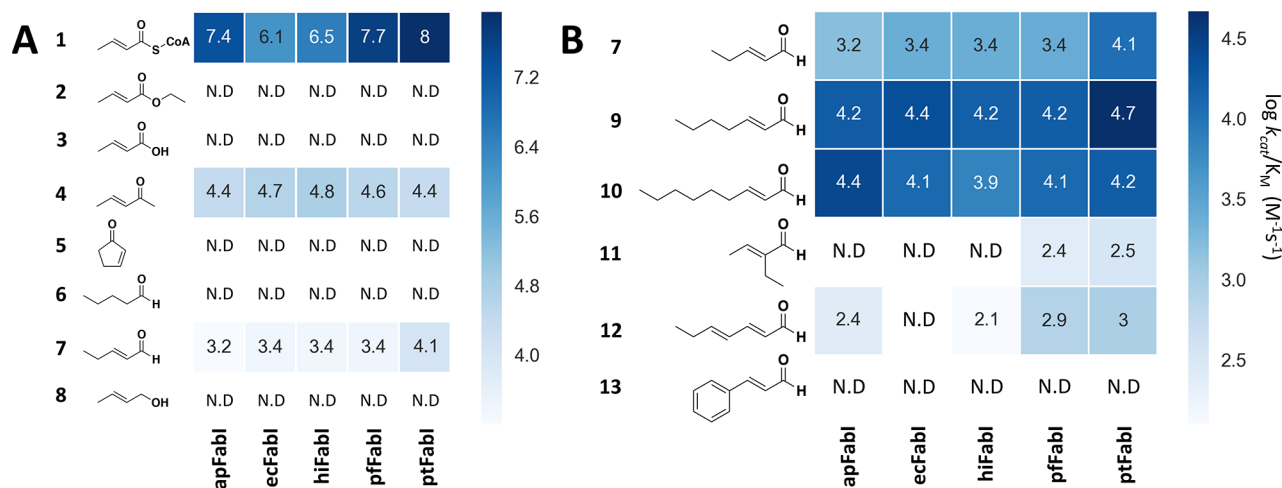 A
1 O S CoA 7.4 6.1 6.5 7.7 8
2 O O N.D N.D N.D N.D N.D
3 O OH N.D N.D N.D N.D N.D
4 O 4.4 4.7 4.8 4.6 4.4
5 O N.D N.D N.D N.D N.D
6 O H N.D N.D N.D N.D N.D
7 O H 3.2 3.4 3.4 3.4 4.1
8 OH N.D N.D N.D N.D N.D
apFabI ecFabI hiFabI pfFabI ptFabI
7.2
6.4
5.6
4.8
4.0
B
7 O H 3.2 3.4 3.4 3.4 4.1
9 O H 4.2 4.4 4.2 4.2 4.7
10 O H 4.4 4.1 3.9 4.1 4.2
11 O H N.D N.D N.D 2.4 2.5
12 O H 2.4 N.D 2.1 2.9 3
13 O H N.D N.D N.D N.D N.D
apFabI ecFabI hiFabI pfFabI ptFabI
4.5
4.0
3.5
3.0
2.5
log kcat/KM (M-1s-1)